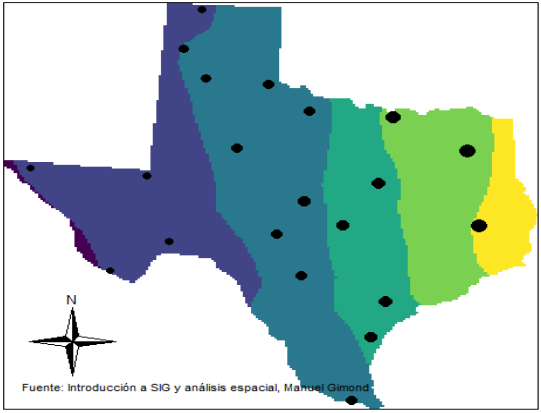 N
Fuente: Introducción a SIG y análisis espacial, Manuel Gimond